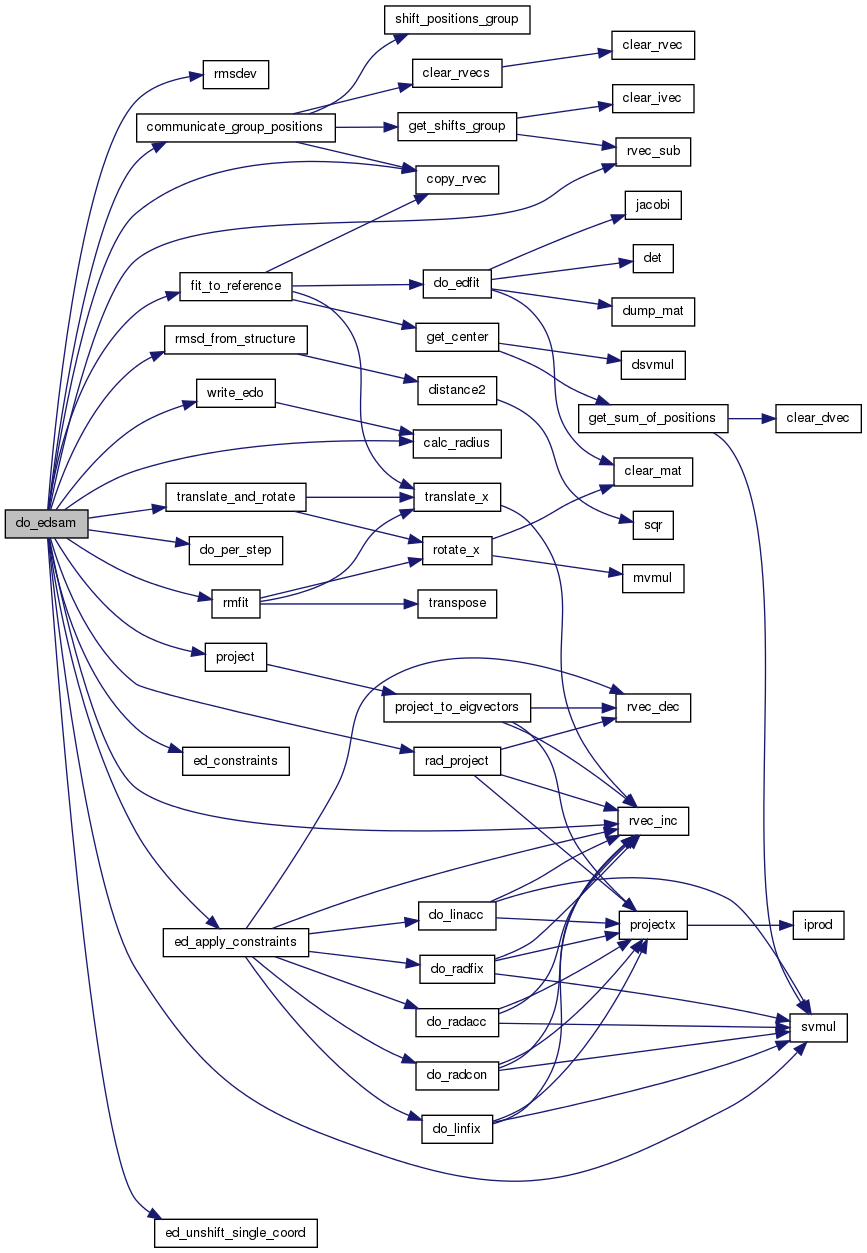 shift_positions_group
clear_rvec
rmsdev
clear_rvecs
clear_ivec
communicate_group_positions
get_shifts_group
rvec_sub
copy_rvec
jacobi
det
fit_to_reference
do_edfit
dump_mat
rmsd_from_structure
get_center
dsvmul
write_edo
distance2
get_sum_of_positions
clear_dvec
calc_radius
clear_mat
translate_and_rotate
translate_x
do_edsam
sqr
do_per_step
rotate_x
mvmul
rmfit
transpose
project
project_to_eigvectors
rvec_dec
ed_constraints
rad_project
rvec_inc
do_linacc
projectx
iprod
ed_apply_constraints
do_radfix
do_radacc
svmul
do_radcon
do_linfix
ed_unshift_single_coord